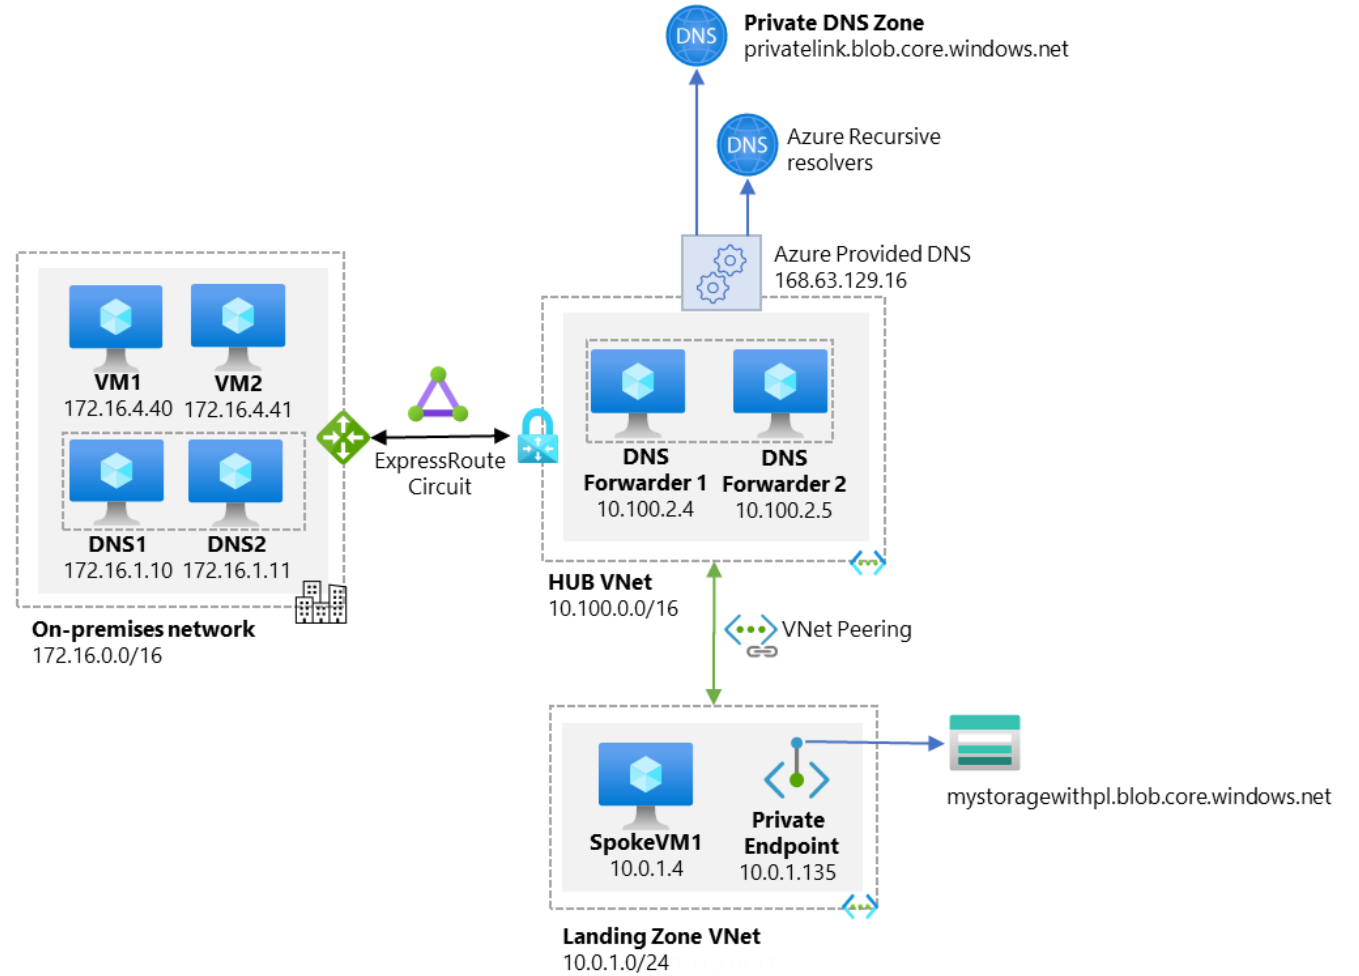 Private DNS Zone
privatelink.blob.core.windows.net
DNS
DNS
Azure Recursive
resolvers
Azure Provided DNS
168.63.129.16
VM1
172.16.4.40
VM2
172.16.4.41
DNS1
172.16.1.10
DNS2
172.16.1.11
On-premises network
172.16.0.0/16
ExpressRoute
Circuit
DNS
Forwarder 1
10.100.2.4
DNS
Forwarder 2
10.100.2.5
HUB VNet
10.100.0.0/16
VNet Peering
SpokeVM1
10.0.1.4
Private
Endpoint
10.0.1.135
mystoragewithpl.blob.core.windows.net
Landing Zone VNet
10.0.1.0/24